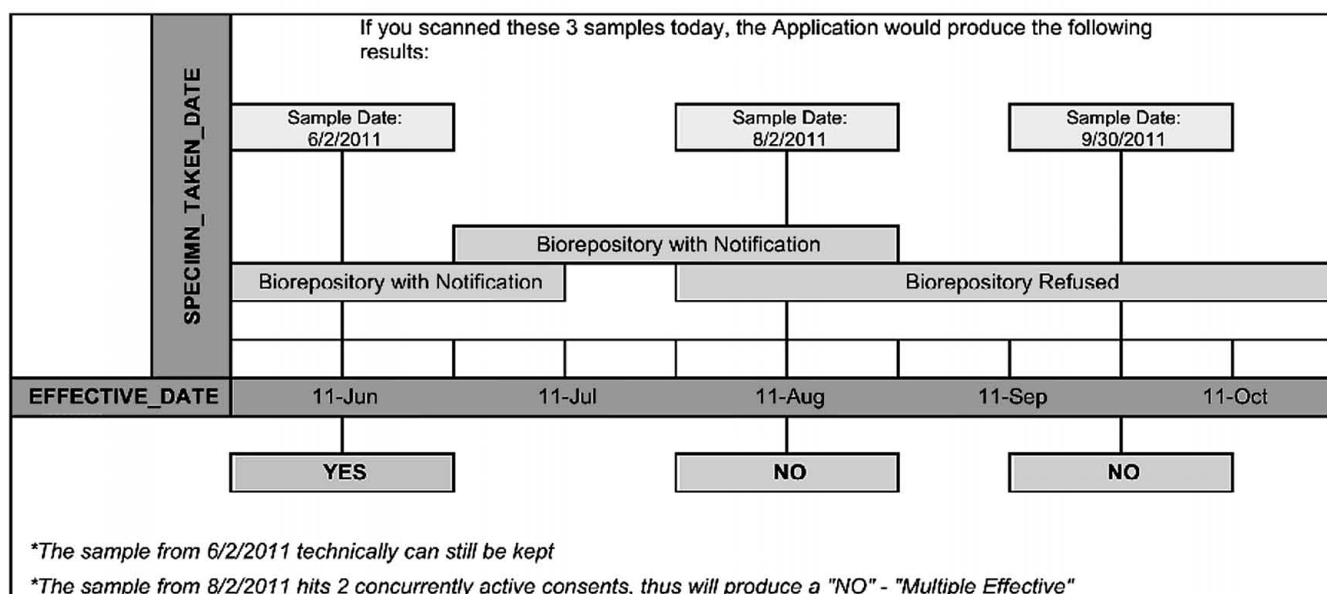 If you scanned these 3 samples today, the Application would produce the following
results:
SPECIMN_TAKEN_DATE
Sample Date:
6/2/2011
Sample Date:
8/2/2011
Sample Date:
9/30/2011
Biorepository with Notification
Biorepository with Notification
Biorepository Refused
EFFECTIVE_DATE
11-Jun
11-Jul
11-Aug
11-Sep
11-Oct
YES
NO
NO
*The sample from 6/2/2011 technically can still be kept
*The sample from 8/2/2011 hits 2 concurrently active consents, thus will produce a "NO" - "Multiple Effective"